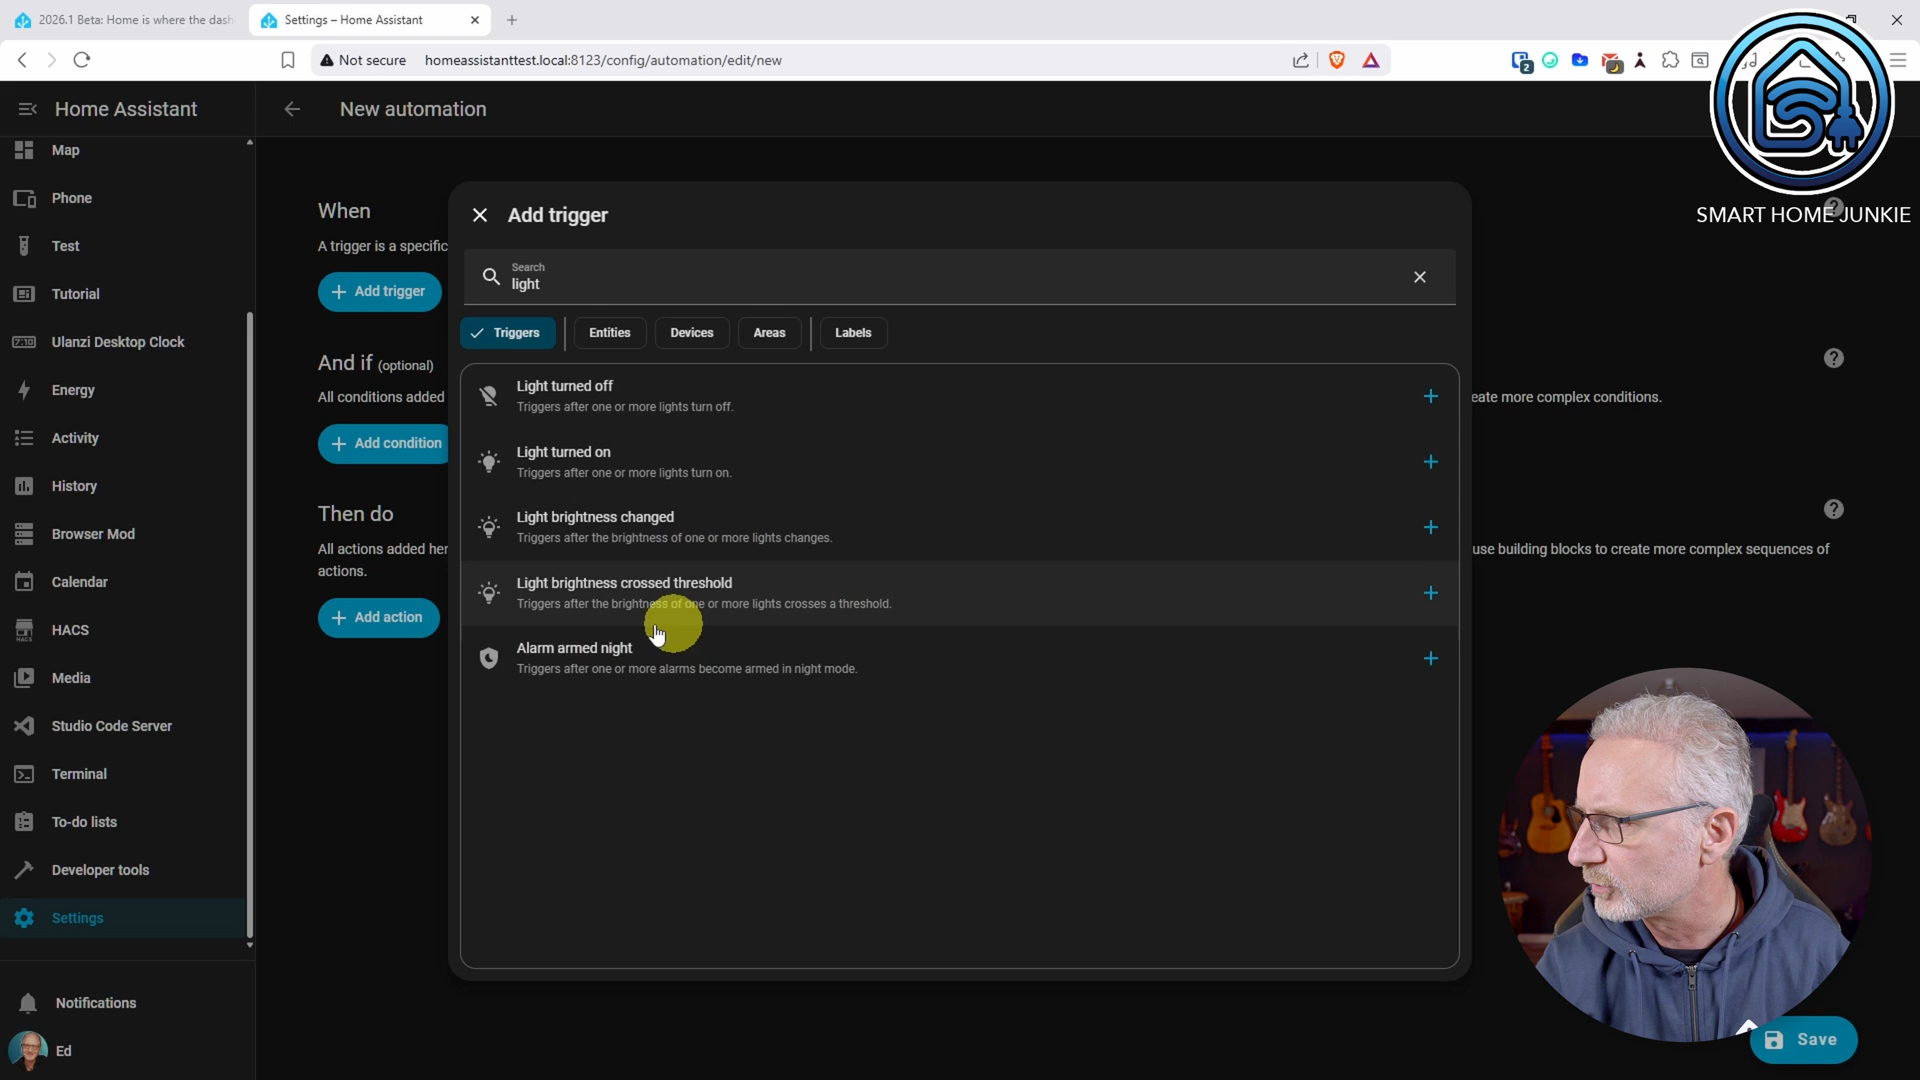 2026.1 Beta: Home is where the dash
Settings – Home Assistant
Not secure
homeassistanttest.local:8123/config/automation/edit/new
2
SMART HOME JUNKIE
Home Assistant
Map
Phone
Test
Tutorial
7:10
Ulanzi Desktop Clock
Energy
Activity
History
Browser Mod
Calendar
HACS
HACS
Media
Studio Code Server
Terminal
To-do lists
Developer tools
Settings
Notifications
Ed
New automation
When
A trigger is a specific
Add trigger
And if (optional)
All conditions added
eate more complex conditions.
Add condition
Then do
All actions added her
use building blocks to create more complex sequences of
actions.
Add action
Add trigger
Search
light
Triggers
Entities
Devices
Areas
Labels
Light turned off
Triggers after one or more lights turn off.
Light turned on
Triggers after one or more lights turn on.
Light brightness changed
Triggers after the brightness of one or more lights changes.
Light brightness crossed threshold
Triggers after the brightness of one or more lights crosses a threshold.
Alarm armed night
Triggers after one or more alarms become armed in night mode.
Save